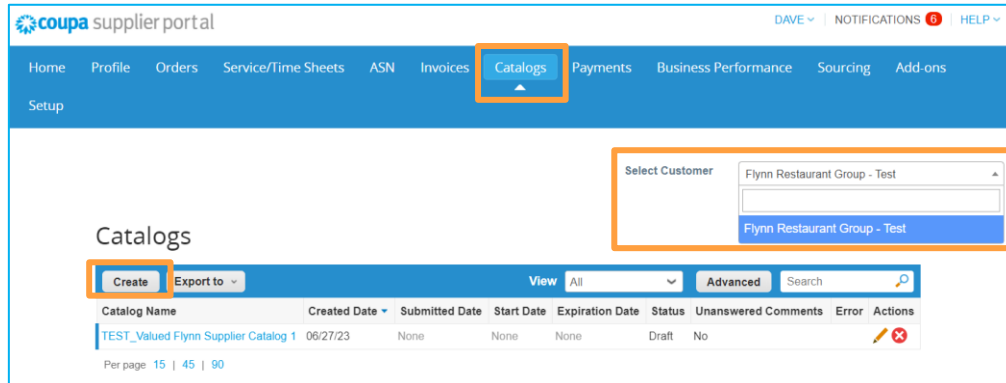 coupa supplier portal
DAVE NOTIFICATIONS 6 HELP
Home Profile Orders Service/Time Sheets ASN Invoices Catalogs Payments Business Performance Sourcing Add-ons
Setup
Select Customer Flynn Restaurant Group - Test
Flynn Restaurant Group - Test
Catalogs
Create Export to View All Advanced Search
Catalog Name Created Date Submitted Date Start Date Expiration Date Status Unanswered Comments Error Actions
TEST_Valued Flynn Supplier Catalog 1 06/27/23 None None None Draft No
Per page 15 | 45 | 90